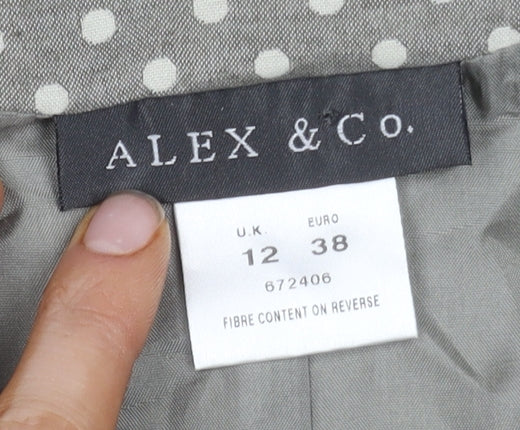 ALEX & Co.
U.K. EURO
12 38
672406
FIBRE CONTENT ON REVERSE